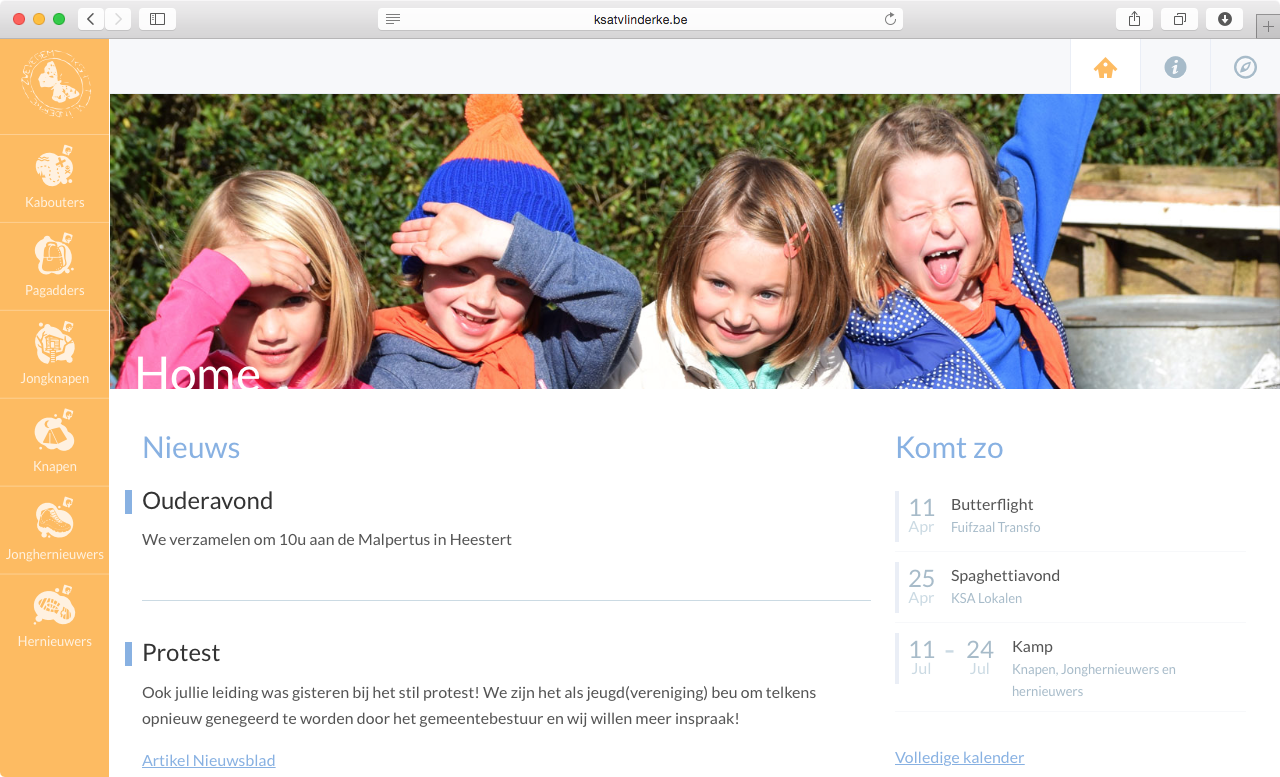 ksatvlinderke.be
Kabouters
Pagadders
Jongknapen
Knapen
Jonghernieuwers
Hernieuwers
Home
Nieuws
Ouderavond
We verzamelen om 10u aan de Malpertus in Heestert
Protest
Ook jullie leiding was gisteren bij het stil protest! We zijn het als jeugd(vereniging) beu om telkens
opnieuw genegeerd te worden door het gemeentebestuur en wij willen meer inspraak!
Artikel Nieuwsblad
Komt zo
11 Apr
Butterflight
Fuifzaal Transfo
25 Apr
Spaghettiavond
KSA Lokalen
11 Jul - 24 Jul
Kamp
Knapen, Jonghernieuwers en
hernieuwers
Volledige kalender